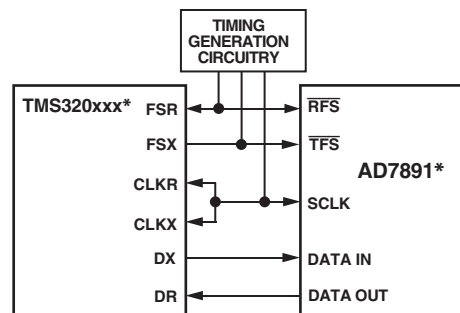 TIMING
GENERATION
CIRCUITRY
TMS320xxx*
FSR
RFS
FSX
TFS
AD7891*
CLKR
SCLK
CLKX
DX
DATA IN
DR
DATA OUT